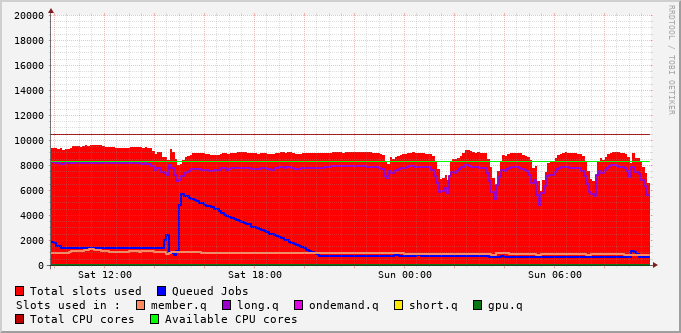 20000
18000
16000
14000
12000
10000
8000
6000
4000
2000
0
Sat 12:00 Sat 18:00 Sun 00:00 Sun 06:00
RRDTOOL / TOBI OETIKER
Total slots used Queued Jobs
Slots used in : member.q long.q ondemand.q short.q gpu.q
Total CPU cores Available CPU cores